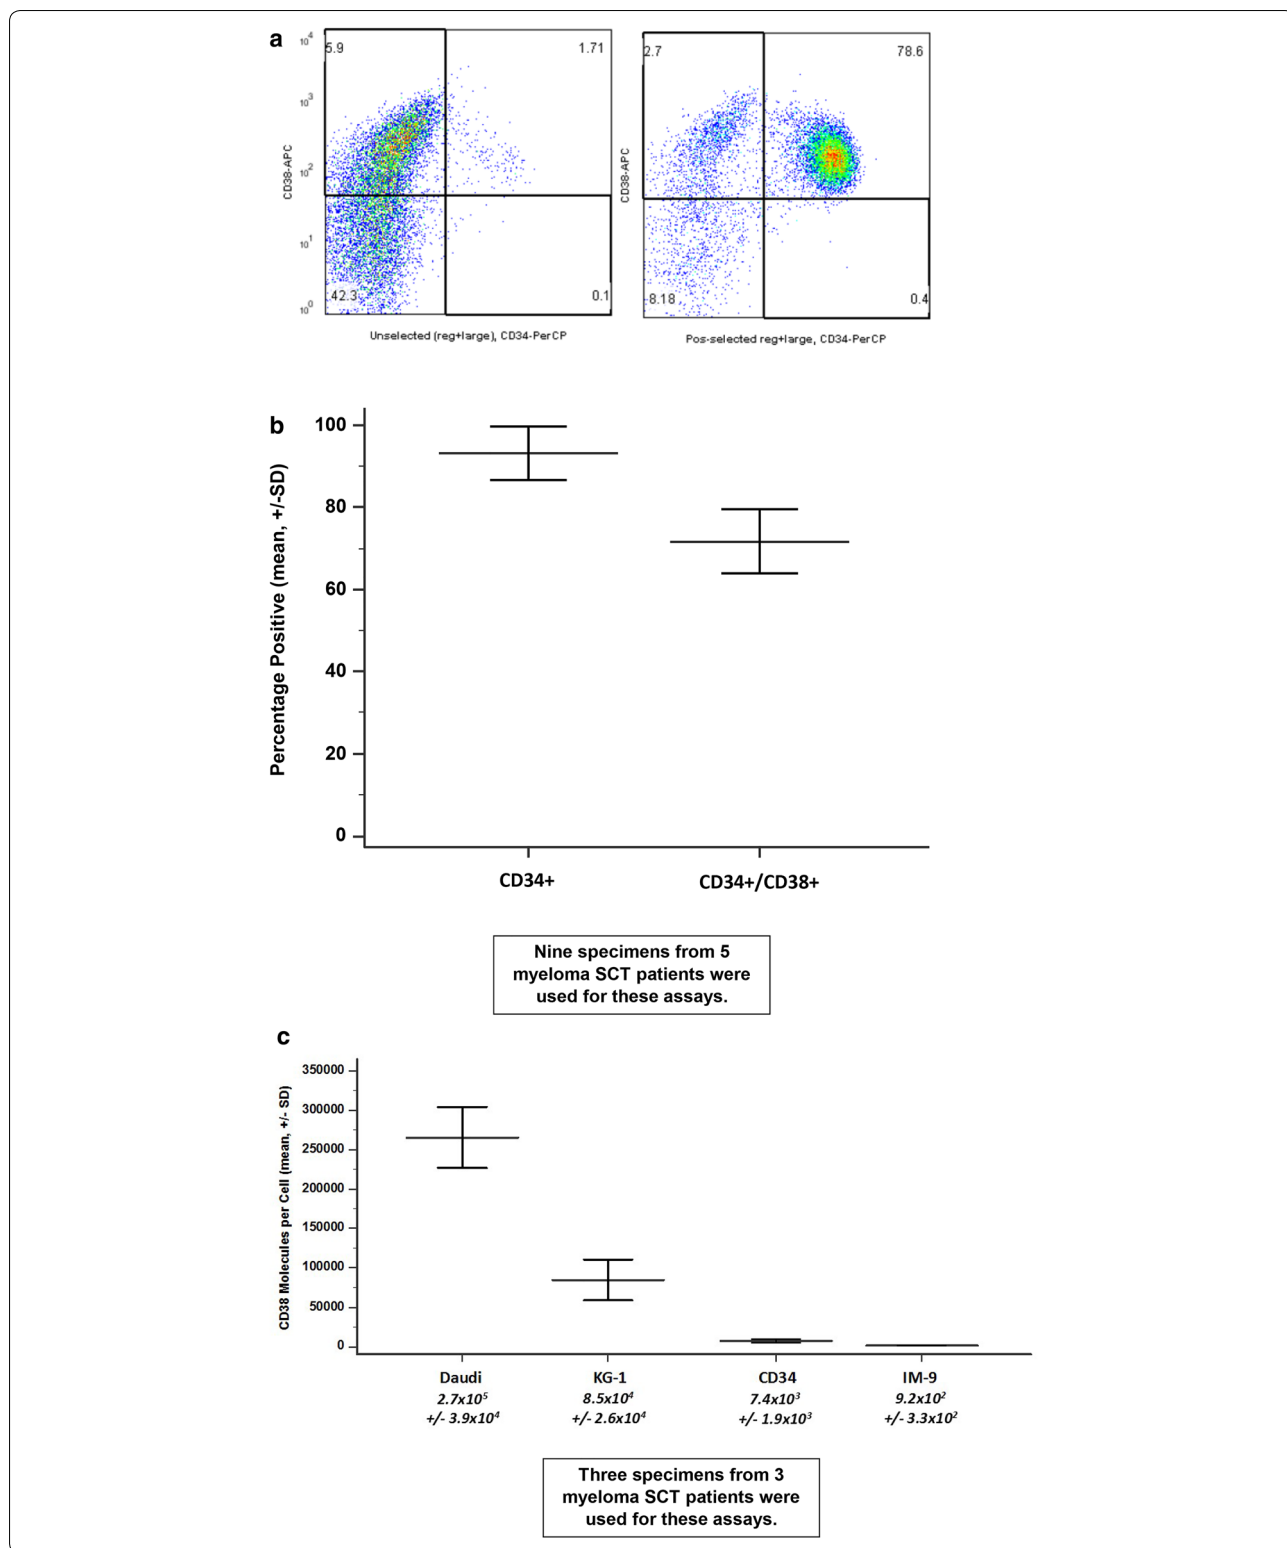 a
10⁴
10³
10²
10¹
10⁰
CD38-APC
5.9
1.71
42.3
0.1
Unselected (reg+large), CD34-PerCP
CD38-APC
2.7
78.6
8.18
0.4
Pos-selected reg+large, CD34-PerCP
b
Percentage Positive (mean, +/-SD)
100
80
60
40
20
0
CD34+
CD34+/CD38+
Nine specimens from 5
myeloma SCT patients were
used for these assays.
c
CD38 Molecules per Cell (mean, +/- SD)
350000
300000
250000
200000
150000
100000
50000
0
Daudi
KG-1
CD34
IM-9
2.7x10⁵
8.5x10⁴
7.4x10³
9.2x10²
+/- 3.9x10⁴
+/- 2.6x10⁴
+/- 1.9x10³
+/- 3.3x10²
Three specimens from 3
myeloma SCT patients were
used for these assays.